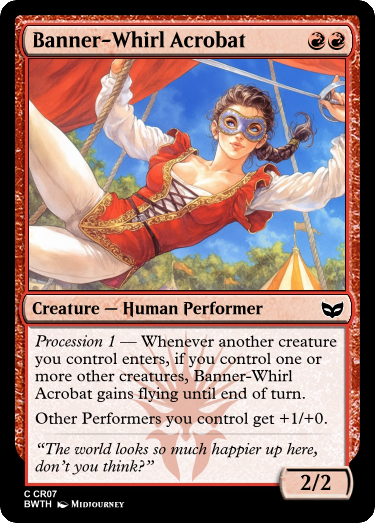 Banner-Whirl Acrobat
Creature — Human Performer
Procession 1 — Whenever another creature
you control enters, if you control one or
more other creatures, Banner-Whirl
Acrobat gains flying until end of turn.
Other Performers you control get +1/+0.
“The world looks so much happier up here,
don’t you think?”
2/2
C CR07
BWTH Midjourney